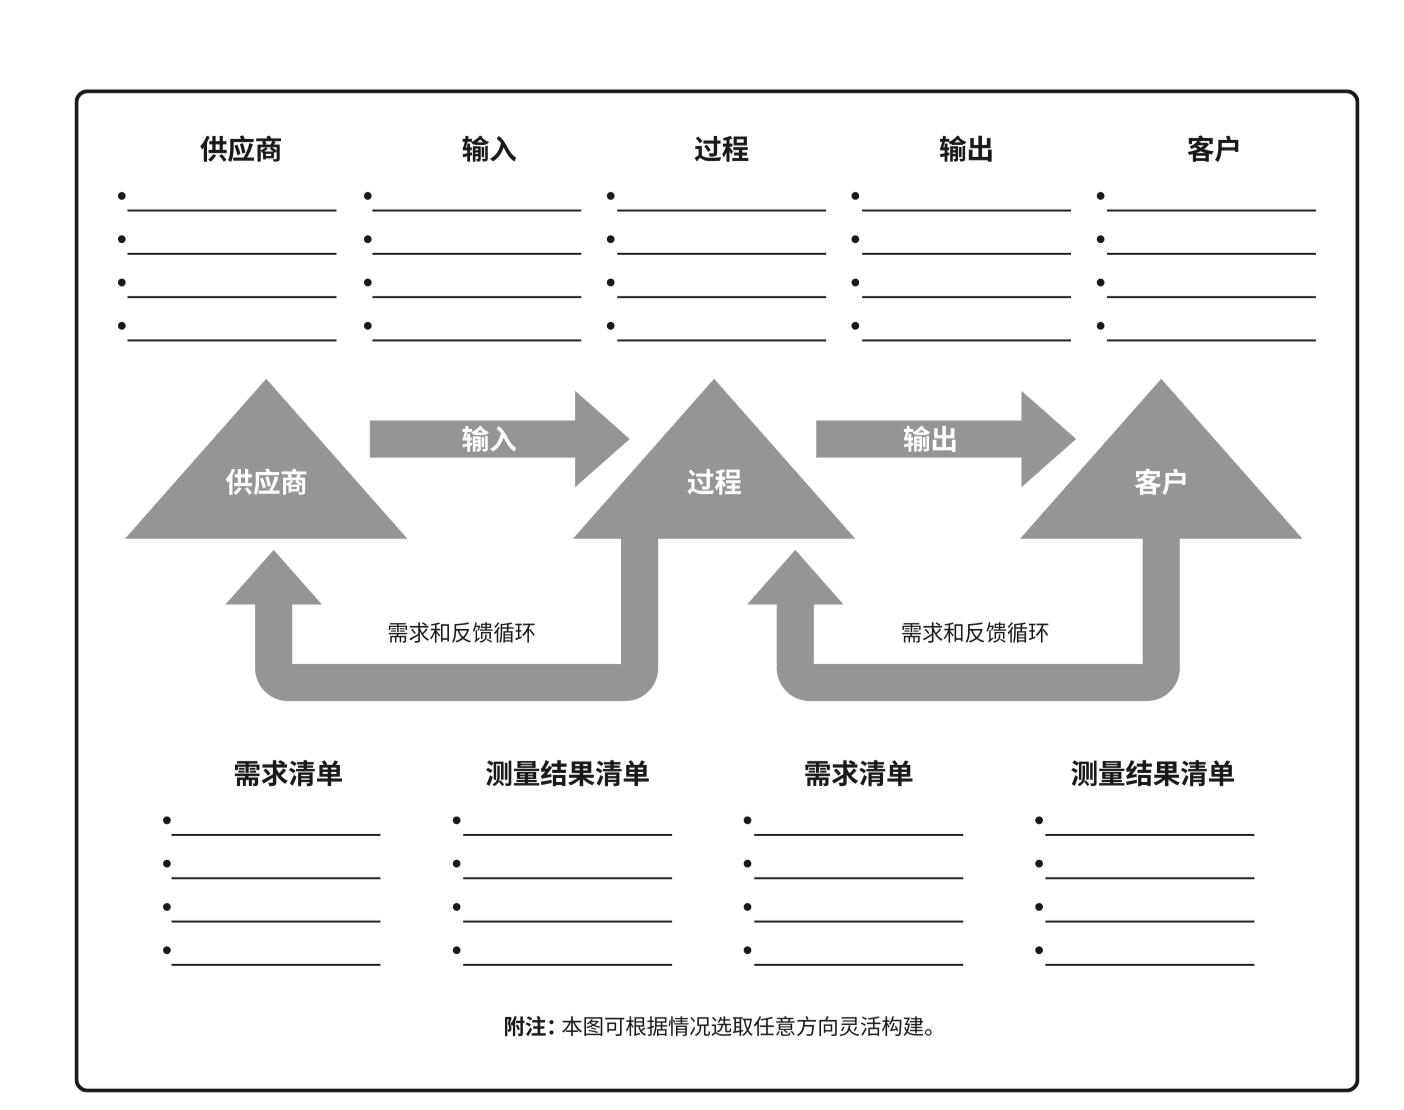 供应商
输入
过程
输出
客户
输入
输出
供应商
过程
客户
需求和反馈循环
需求和反馈循环
需求清单
测量结果清单
需求清单
测量结果清单
附注：本图可根据情况选取任意方向灵活构建。